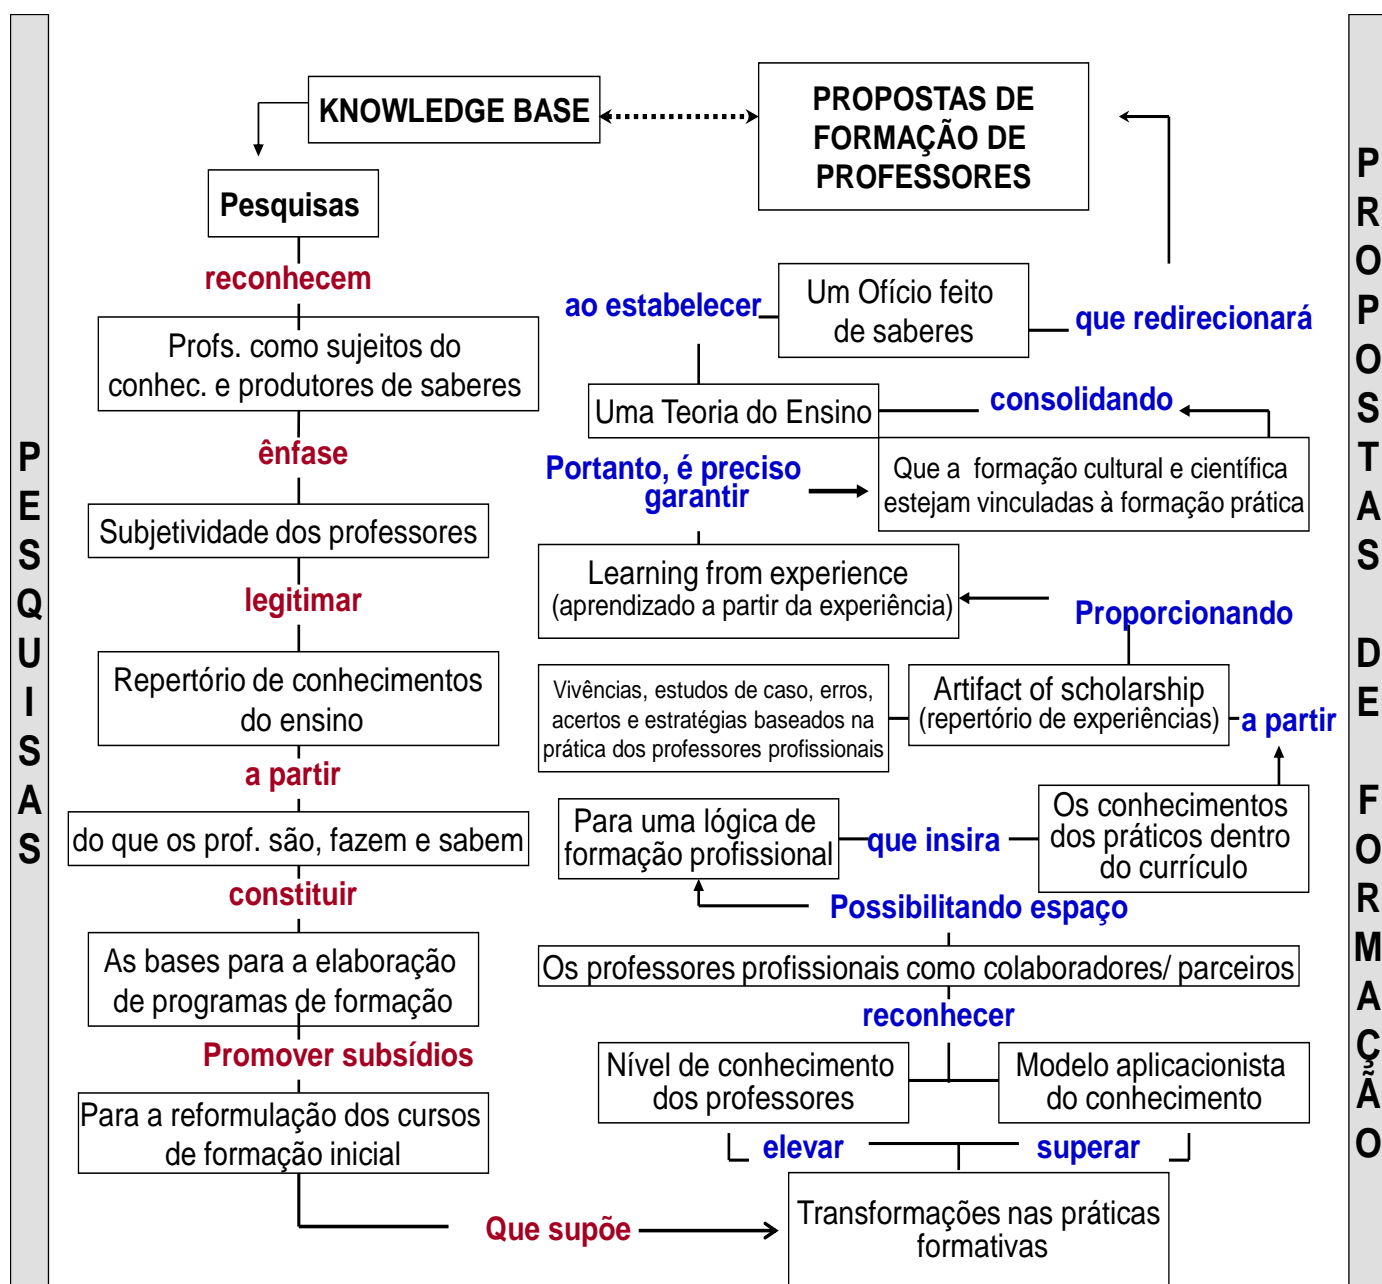 PESQUISAS
KNOWLEDGE BASE
Pesquisas
reconhecem
Profs. como sujeitos do
conhec. e produtores de saberes
ênfase
Subjetividade dos professores
legitimar
Repertório de conhecimentos
do ensino
a partir
do que os prof. são, fazem e sabem
constituir
As bases para a elaboração
de programas de formação
Promover subsídios
Para a reformulação dos cursos
de formação inicial
Que supõe
Transformações nas práticas
formativas
elevar
superar
Nível de conhecimento
dos professores
Modelo aplicacionista
do conhecimento
reconhecer
Os professores profissionais como colaboradores/ parceiros
Possibilitando espaço
Para uma lógica de
formação profissional
que insira
Os conhecimentos
dos práticos dentro
do currículo
a partir
Artifact of scholarship
(repertório de experiências)
Vivências, estudos de caso, erros,
acertos e estratégias baseados na
prática dos professores profissionais
Proporcionando
Learning from experience
(aprendizado a partir da experiência)
Portanto, é preciso
garantir
Que a formação cultural e científica
estejam vinculadas à formação prática
consolidando
Uma Teoria do Ensino
ao estabelecer
Um Ofício feito
de saberes
que redirecionará
PROPOSTAS DE
FORMAÇÃO DE
PROFESSORES
PROPOSTAS DE FORMAÇÃO